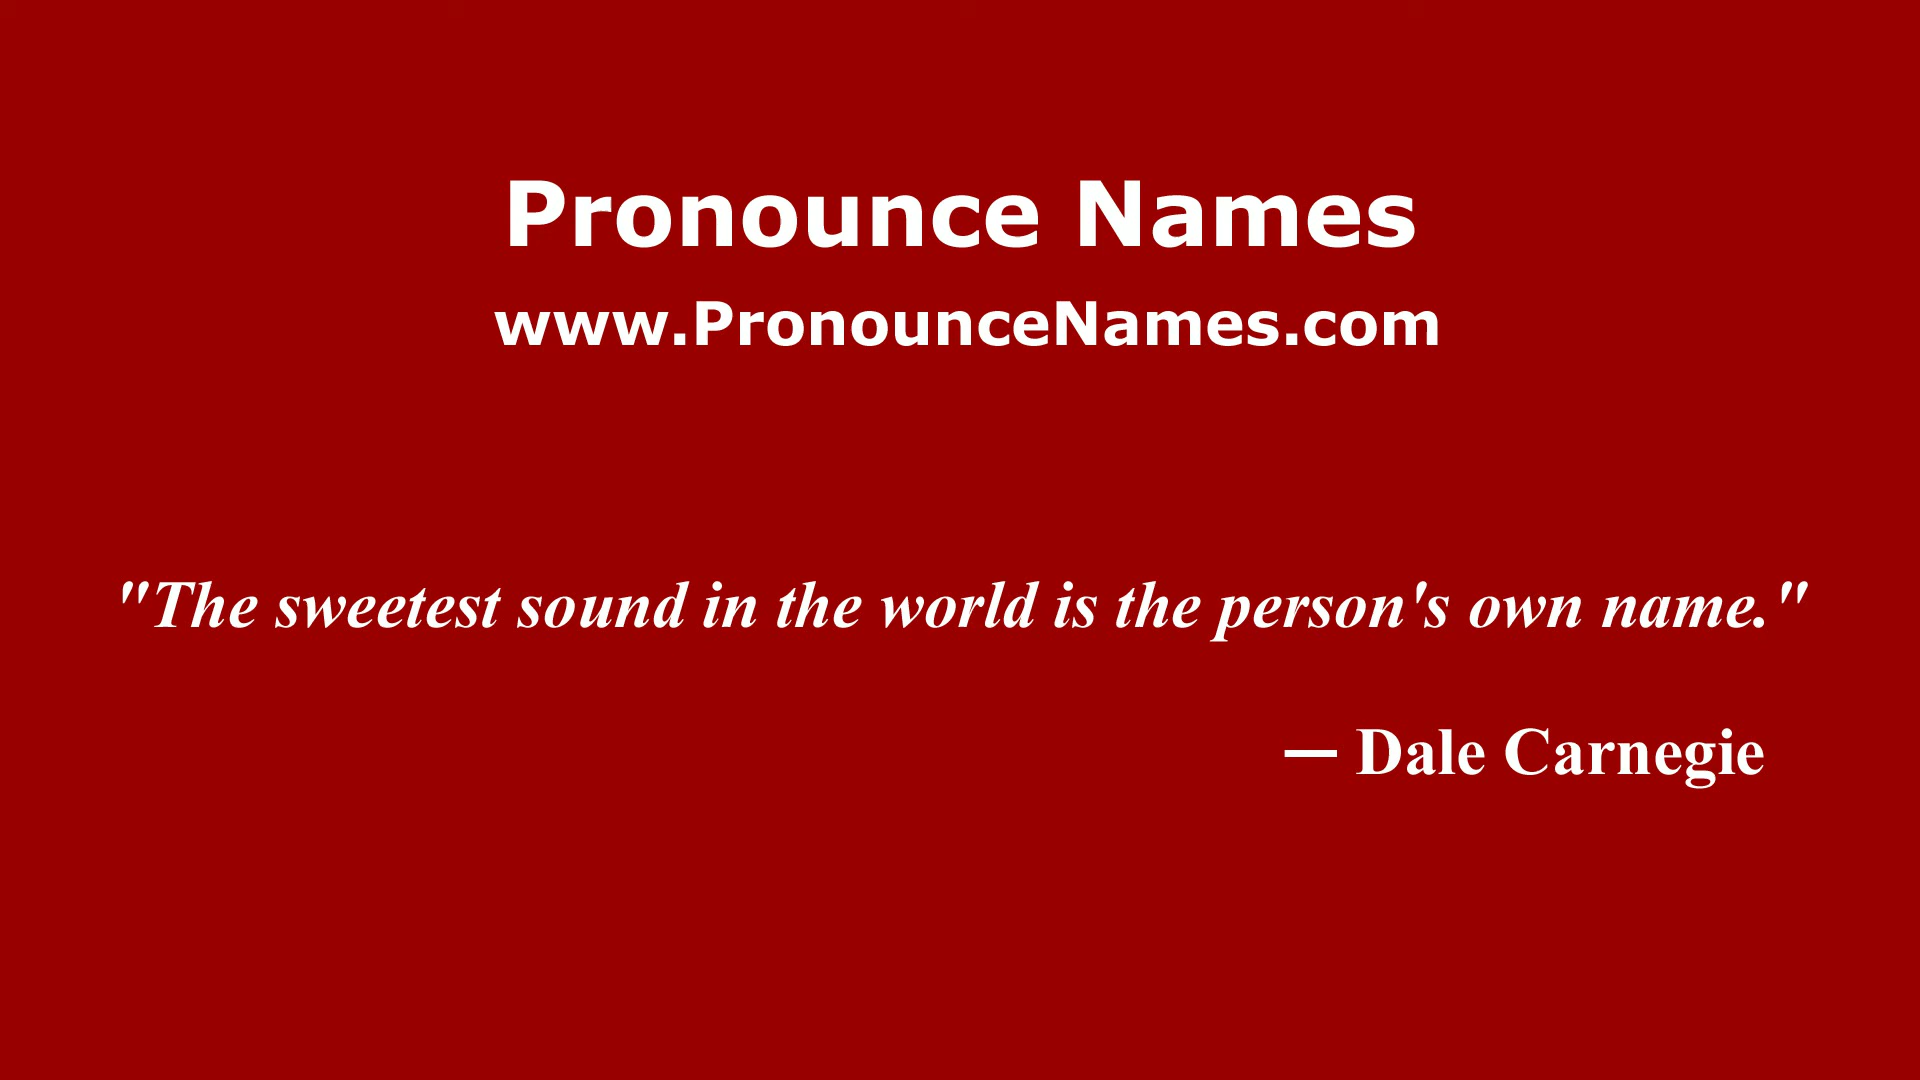 Pronounce Names
www.PronounceNames.com
"The sweetest sound in the world is the person's own name."
— Dale Carnegie